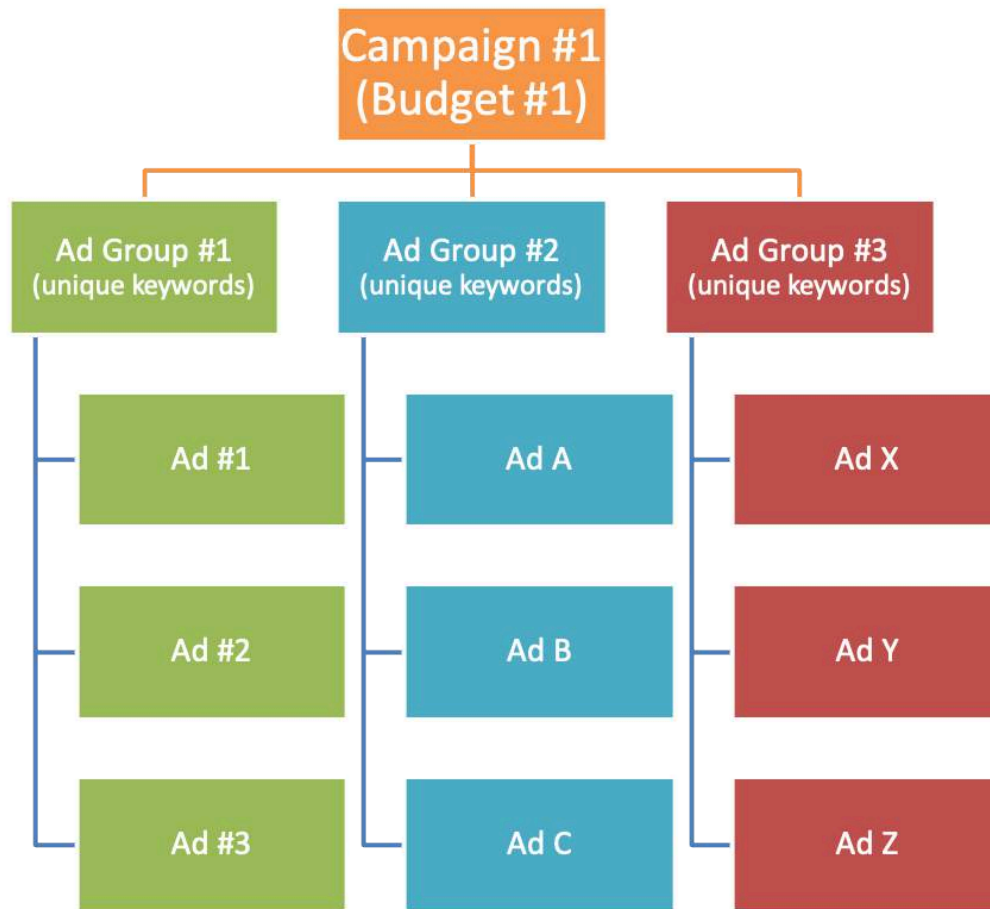 Campaign #1
(Budget #1)
Ad Group #1
(unique keywords)
Ad Group #2
(unique keywords)
Ad Group #3
(unique keywords)
Ad #1
Ad A
Ad X
Ad #2
Ad B
Ad Y
Ad #3
Ad C
Ad Z